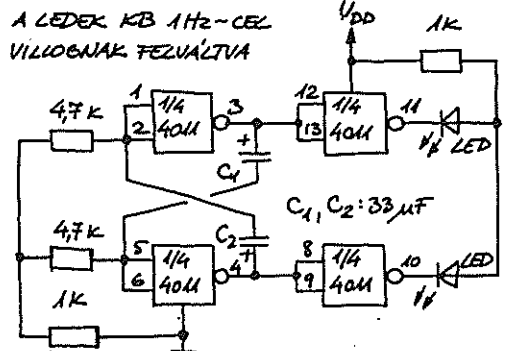 A LEDEK KB 1Hz-CEL
VILLOGNAK FELVÁLTVA
UDD
1K
4,7K
1
2
1/4
4011
3
12
13
1/4
4011
11
LED
+
C1
C1, C2: 33µF
4,7K
5
6
1/4
4011
4
C2
+
8
9
1/4
4011
10
LED
1K